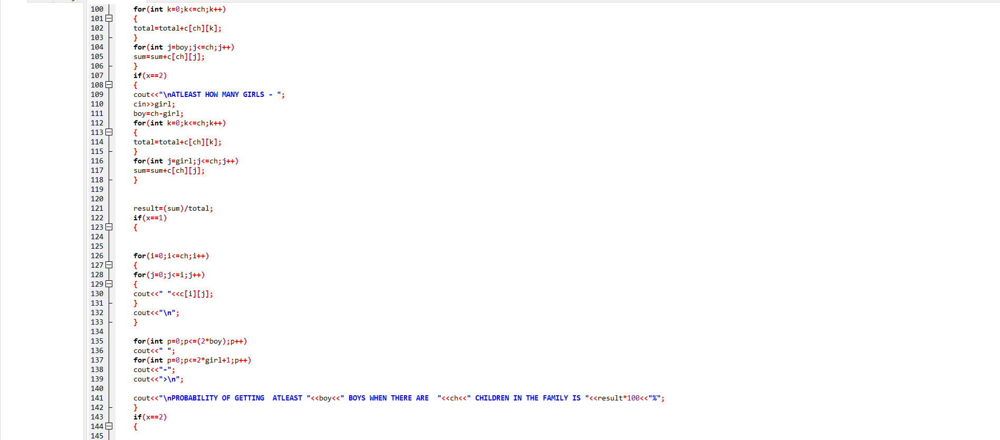 100 for(int k=0;k<=ch;k++)
101 {
102 total=total+c[ch][k];
103 }
104 for(int j=boy;j<=ch;j++)
105 sum=sum+c[ch][j];
106 }
107 if(x==2)
108 {
109 cout<<"\nATLEAST HOW MANY GIRLS - ";
110 cin>>girl;
111 boy=ch-girl;
112 for(int k=0;k<=ch;k++)
113 {
114 total=total+c[ch][k];
115 }
116 for(int j=girl;j<=ch;j++)
117 sum=sum+c[ch][j];
118 }
119
120
121 result=(sum)/total;
122 if(x==1)
123 {
124
125
126 for(i=0;i<=ch;i++)
127 {
128 for(j=0;j<=i;j++)
129 {
130 cout<<" "<<c[i][j];
131 }
132 cout<<"\n";
133 }
134
135 for(int p=0;p<=(2*boy);p++)
136 cout<<" ";
137 for(int p=0;p<=2*girl+1;p++)
138 cout<<"-";
139 cout<<">\n";
140
141 cout<<"\nPROBABILITY OF GETTING  ATLEAST "<<boy<<" BOYS WHEN THERE ARE  "<<ch<<" CHILDREN IN THE FAMILY IS "<<result*100<<"%";
142 }
143 if(x==2)
144 {
145